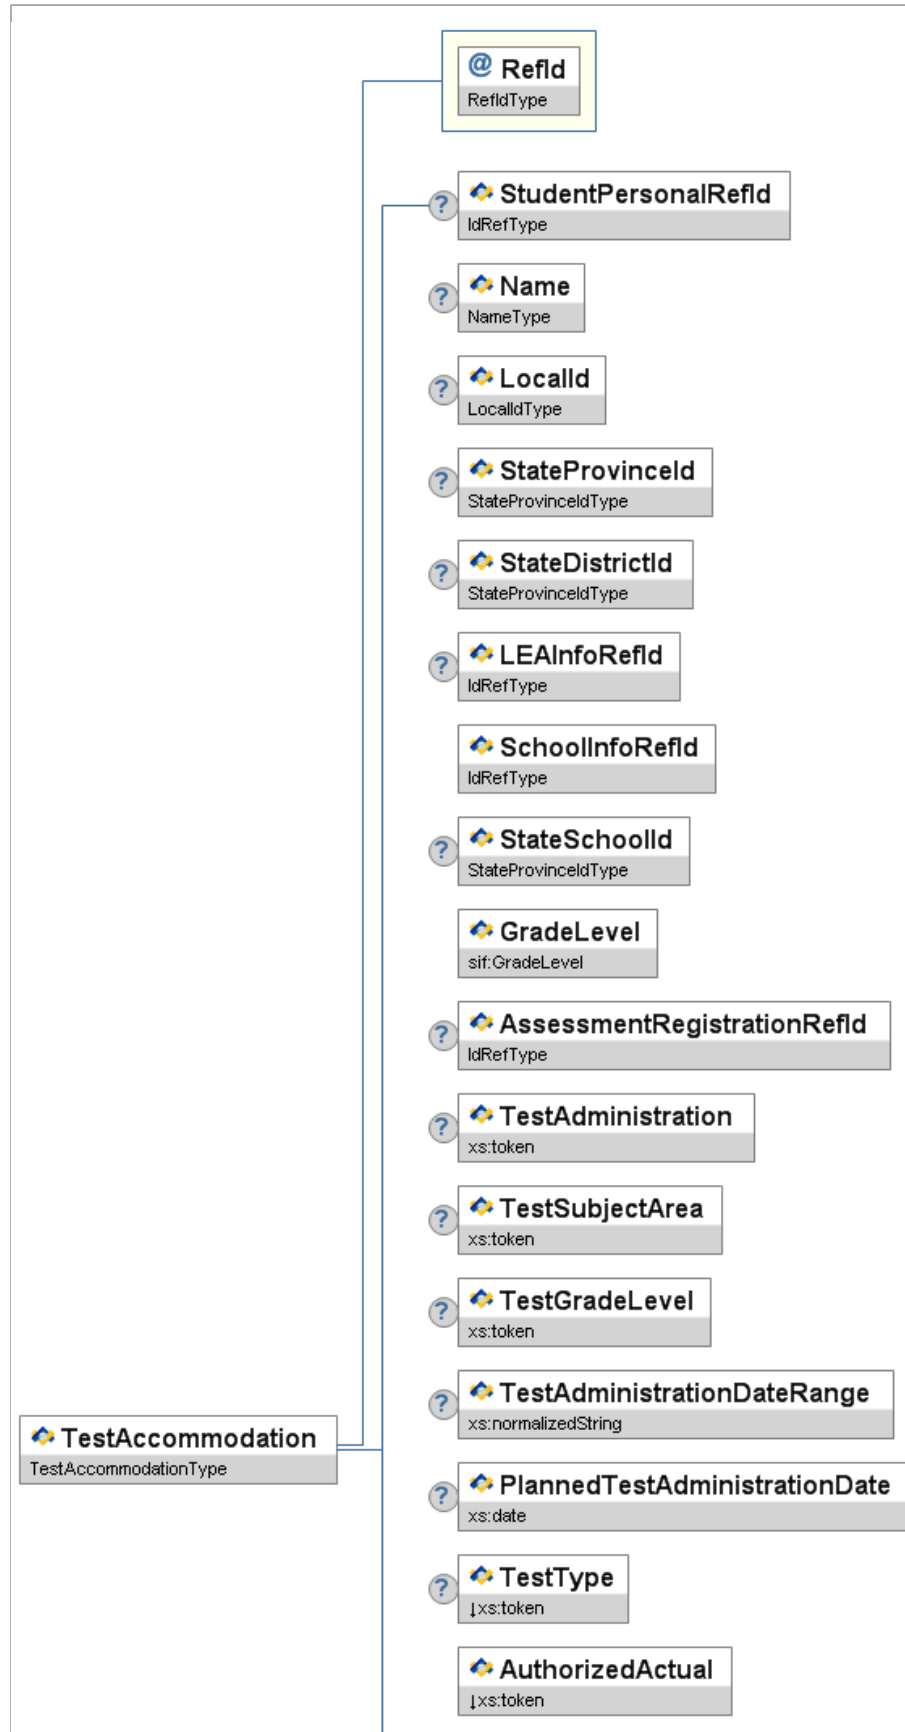 @ RefId
RefIdType
? StudentPersonalRefId
IdRefType
? Name
NameType
? LocalId
LocalIdType
? StateProvinceId
StateProvinceIdType
? StateDistrictId
StateProvinceIdType
? LEAInfoRefId
IdRefType
SchoolInfoRefId
IdRefType
? StateSchoolId
StateProvinceIdType
GradeLevel
sif:GradeLevel
? AssessmentRegistrationRefId
IdRefType
? TestAdministration
xs:token
? TestSubjectArea
xs:token
? TestGradeLevel
xs:token
? TestAdministrationDateRange
xs:normalizedString
TestAccommodation
TestAccommodationType
? PlannedTestAdministrationDate
xs:date
? TestType
↓xs:token
AuthorizedActual
↓xs:token